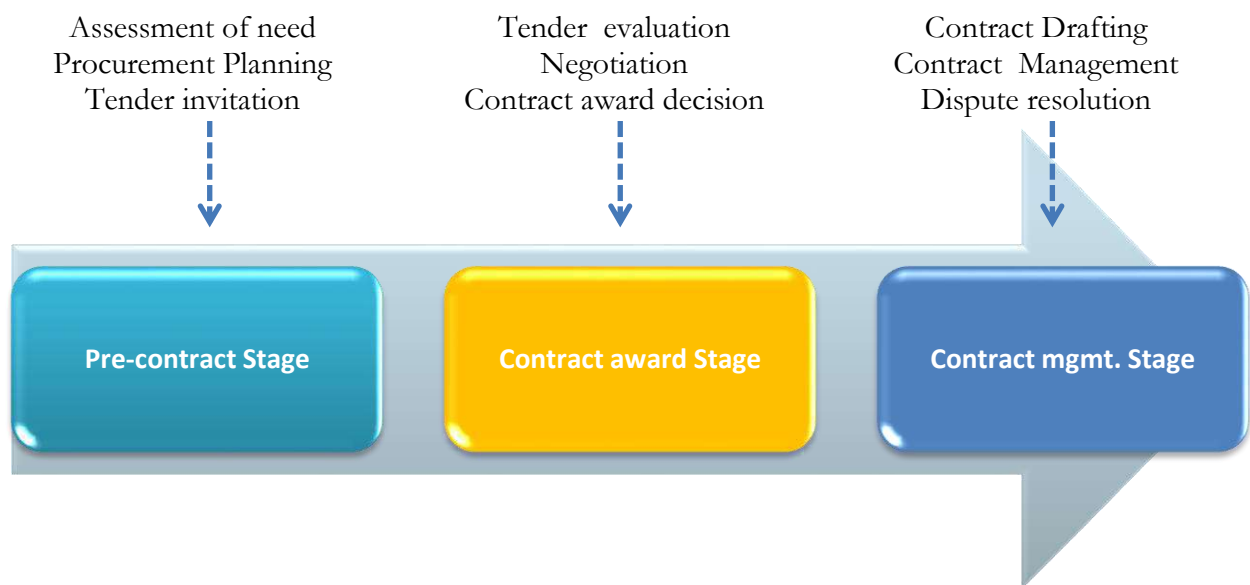 Assessment of need
Procurement Planning
Tender invitation
Tender evaluation
Negotiation
Contract award decision
Contract Drafting
Contract Management
Dispute resolution
Pre-contract Stage
Contract award Stage
Contract mgmt. Stage